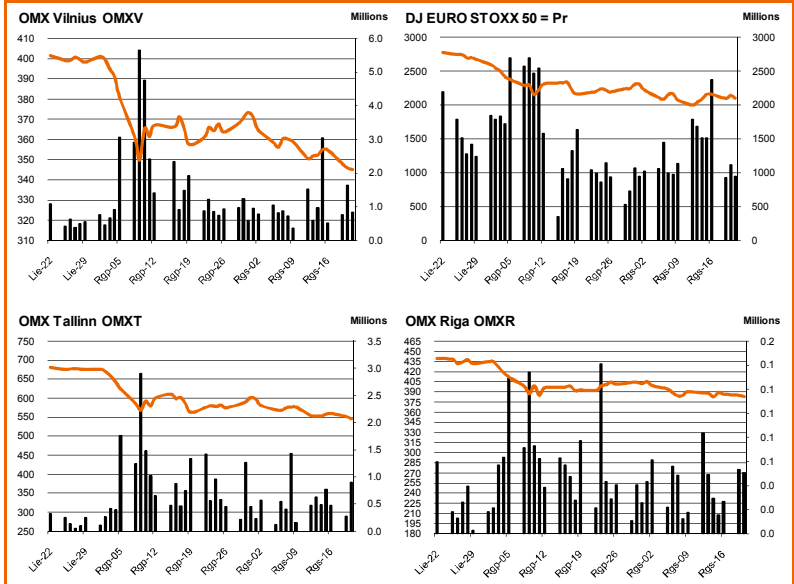 OMX Vilnius OMXV
Millions
410
400
390
380
370
360
350
340
330
320
310
6.0
5.0
4.0
3.0
2.0
1.0
0.0
Lie-22
Lie-29
Rgp-05
Rgp-12
Rgp-19
Rgp-26
Rgs-02
Rgs-09
Rgs-16
DJ EURO STOXX 50 = Pr
Millions
3000
2500
2000
1500
1000
500
0
3000
2500
2000
1500
1000
500
0
Lie-22
Lie-29
Rgp-05
Rgp-12
Rgp-19
Rgp-26
Rgs-02
Rgs-09
Rgs-16
OMX Tallinn OMXT
Millions
750
700
650
600
550
500
450
400
350
300
250
3.5
3.0
2.5
2.0
1.5
1.0
0.5
0.0
Lie-22
Lie-29
Rgp-05
Rgp-12
Rgp-19
Rgp-26
Rgs-02
Rgs-09
Rgs-16
OMX Riga OMXR
Millions
465
450
435
420
405
390
375
360
345
330
315
300
285
270
255
240
225
210
195
180
0.2
0.1
0.1
0.1
0.1
0.1
0.0
0.0
0.0
Lie-22
Lie-29
Rgp-05
Rgp-12
Rgp-19
Rgp-26
Rgs-02
Rgs-09
Rgs-16